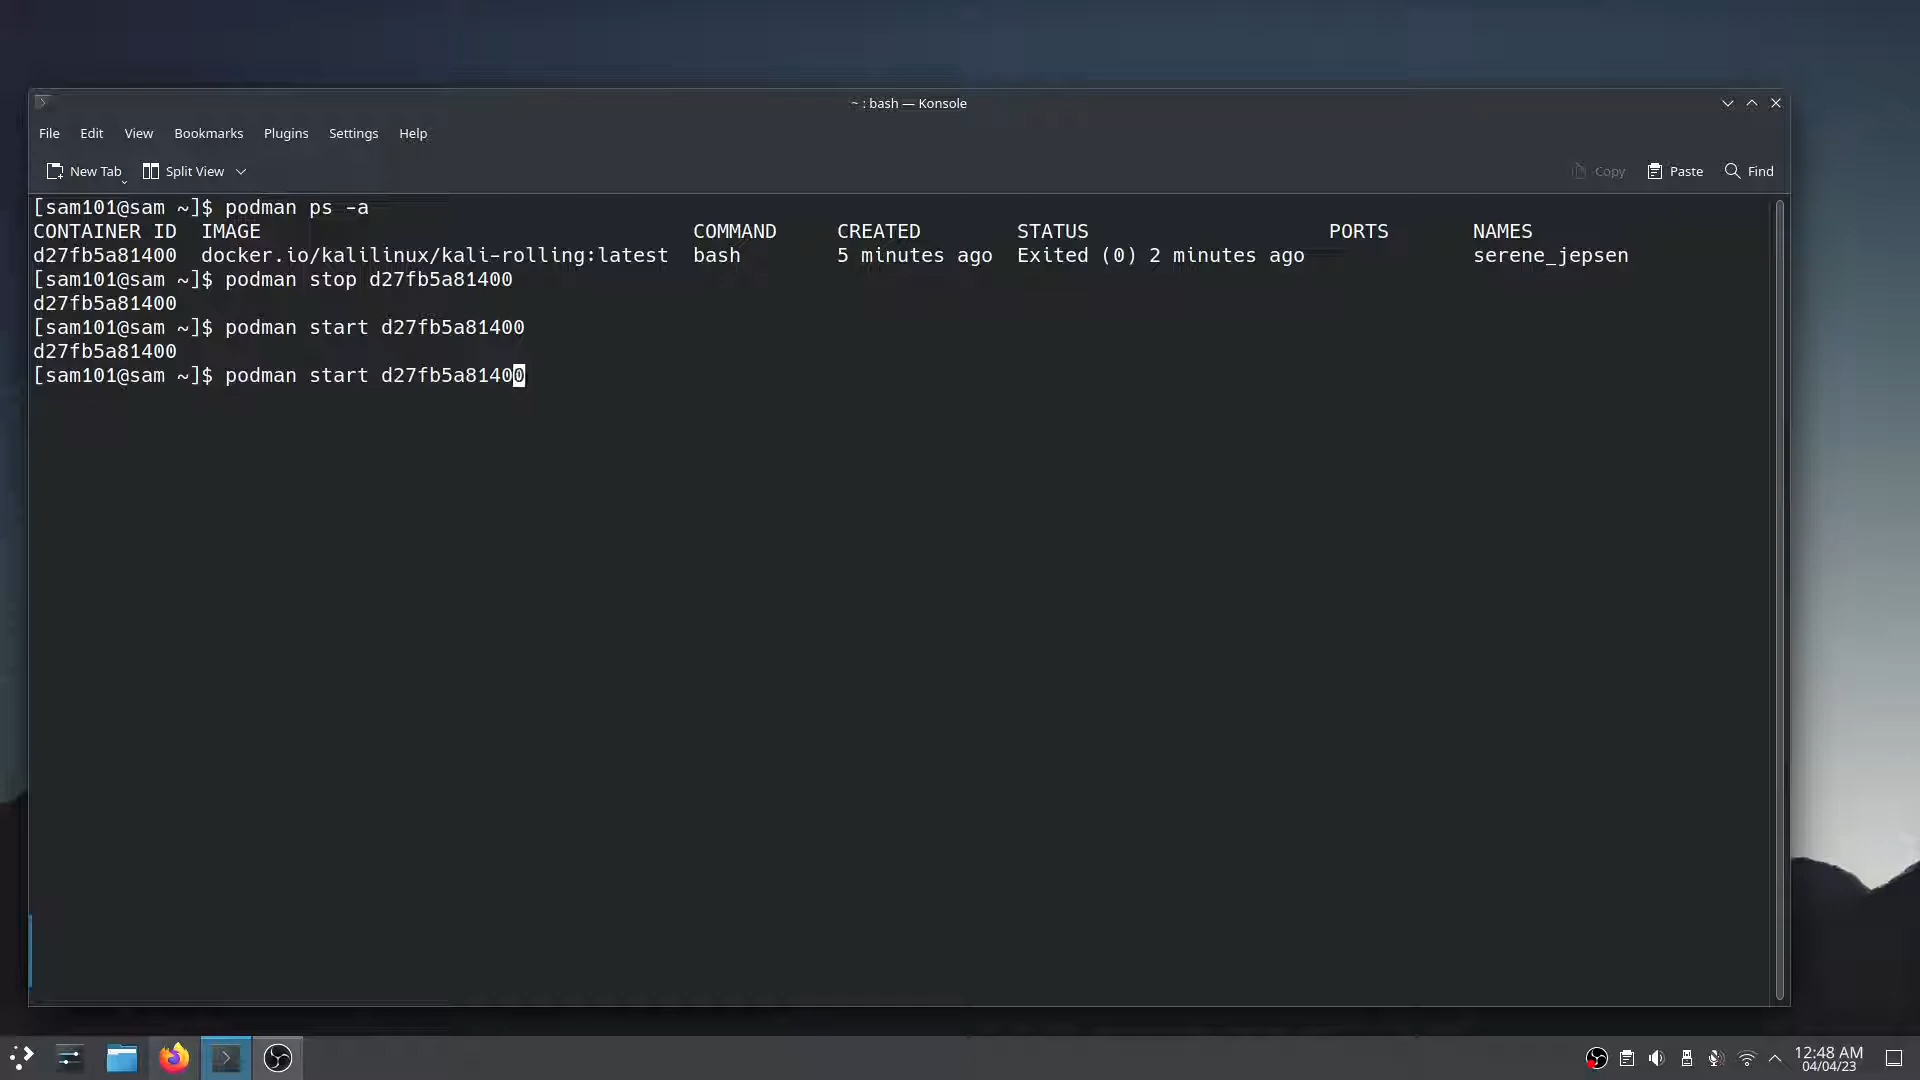 ~ : bash — Konsole
File Edit View Bookmarks Plugins Settings Help
New Tab Split View Copy Paste Find
[sam101@sam ~]$ podman ps -a
CONTAINER ID  IMAGE                                    COMMAND     CREATED        STATUS                    PORTS       NAMES
d27fb5a81400  docker.io/kalilinux/kali-rolling:latest  bash        5 minutes ago  Exited (0) 2 minutes ago              serene_jepsen
[sam101@sam ~]$ podman stop d27fb5a81400
d27fb5a81400
[sam101@sam ~]$ podman start d27fb5a81400
d27fb5a81400
[sam101@sam ~]$ podman start d27fb5a81400
12:48 AM
04/04/23